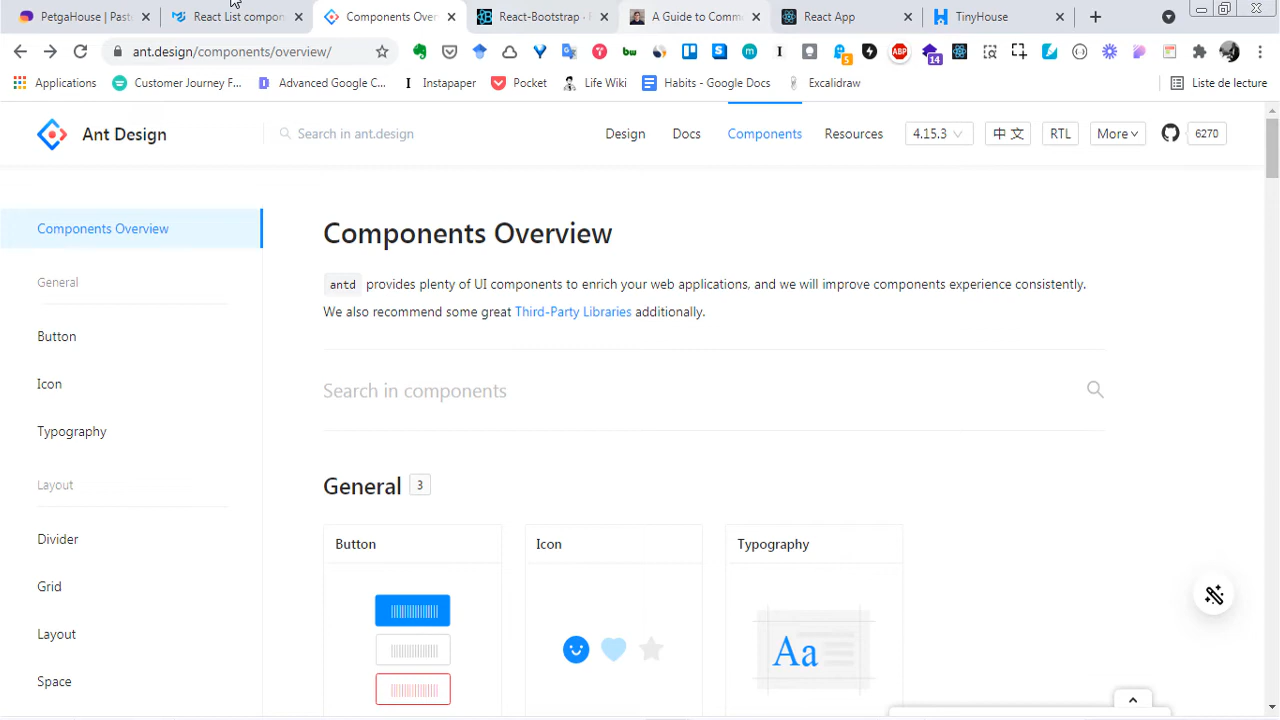 PetgaHouse | Past
React List compon
Components Over
React-Bootstrap ·
A Guide to Comm
React App
TinyHouse
ant.design/components/overview/
5
ABP
14
Applications
Customer Journey F...
Advanced Google C...
Instapaper
Pocket
Life Wiki
Habits - Google Docs
Excalidraw
Liste de lecture
Ant Design
Search in ant.design
Design
Docs
Components
Resources
4.15.3
中 文
RTL
More
6270
Components Overview
General
Button
Icon
Typography
Layout
Divider
Grid
Layout
Space
Components Overview
antd provides plenty of UI components to enrich your web applications, and we will improve components experience consistently.
We also recommend some great Third-Party Libraries additionally.
Search in components
General 3
Button
Icon
Typography
Aa